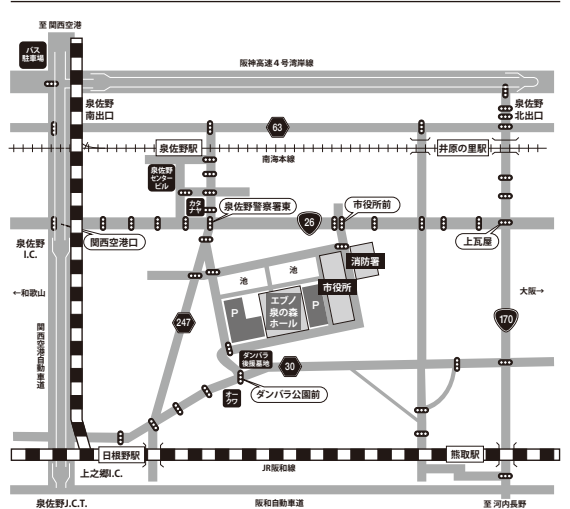 至 関西空港
バス
駐車場
阪神高速４号湾岸線
泉佐野
南出口
泉佐野
北出口
63
泉佐野駅
井原の里駅
南海本線
泉佐野
センター
ビル
カタ
ナヤ
泉佐野警察署東
市役所前
26
泉佐野
I.C.
関西空港口
上瓦屋
消防署
池
池
市役所
←和歌山
大阪→
P
エブノ
泉の森
ホール
P
247
170
関西空港自動車道
ダンバラ
後援墓地
30
オー
クワ
ダンバラ公園前
日根野駅
熊取駅
上之郷I.C.
JR阪和線
泉佐野J.C.T.
阪和自動車道
至 河内長野